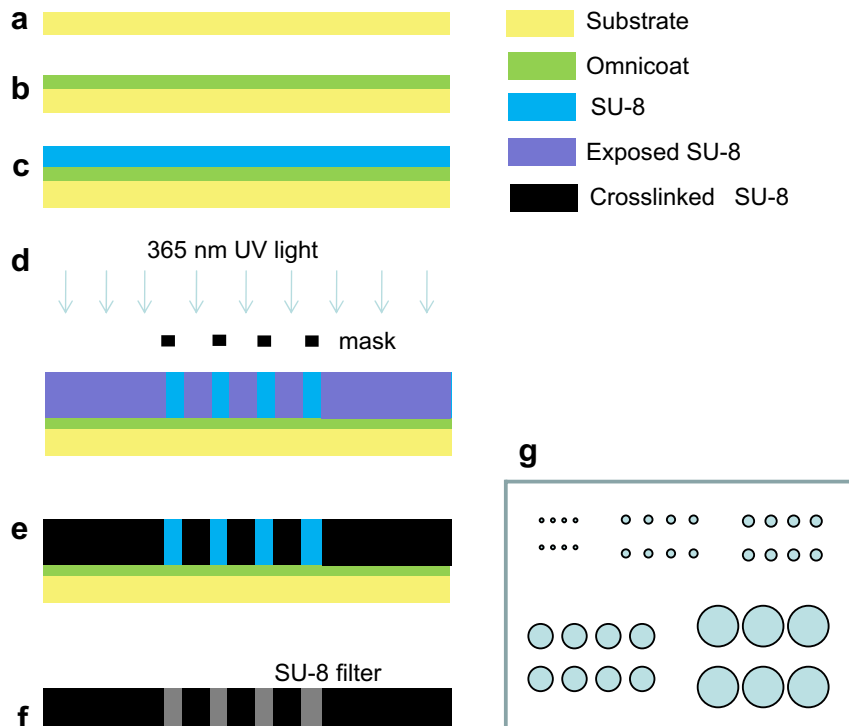 a
Substrate
b
Omnicoat
SU-8
c
Exposed SU-8
Crosslinked SU-8
d
365 nm UV light
mask
g
e
SU-8 filter
f